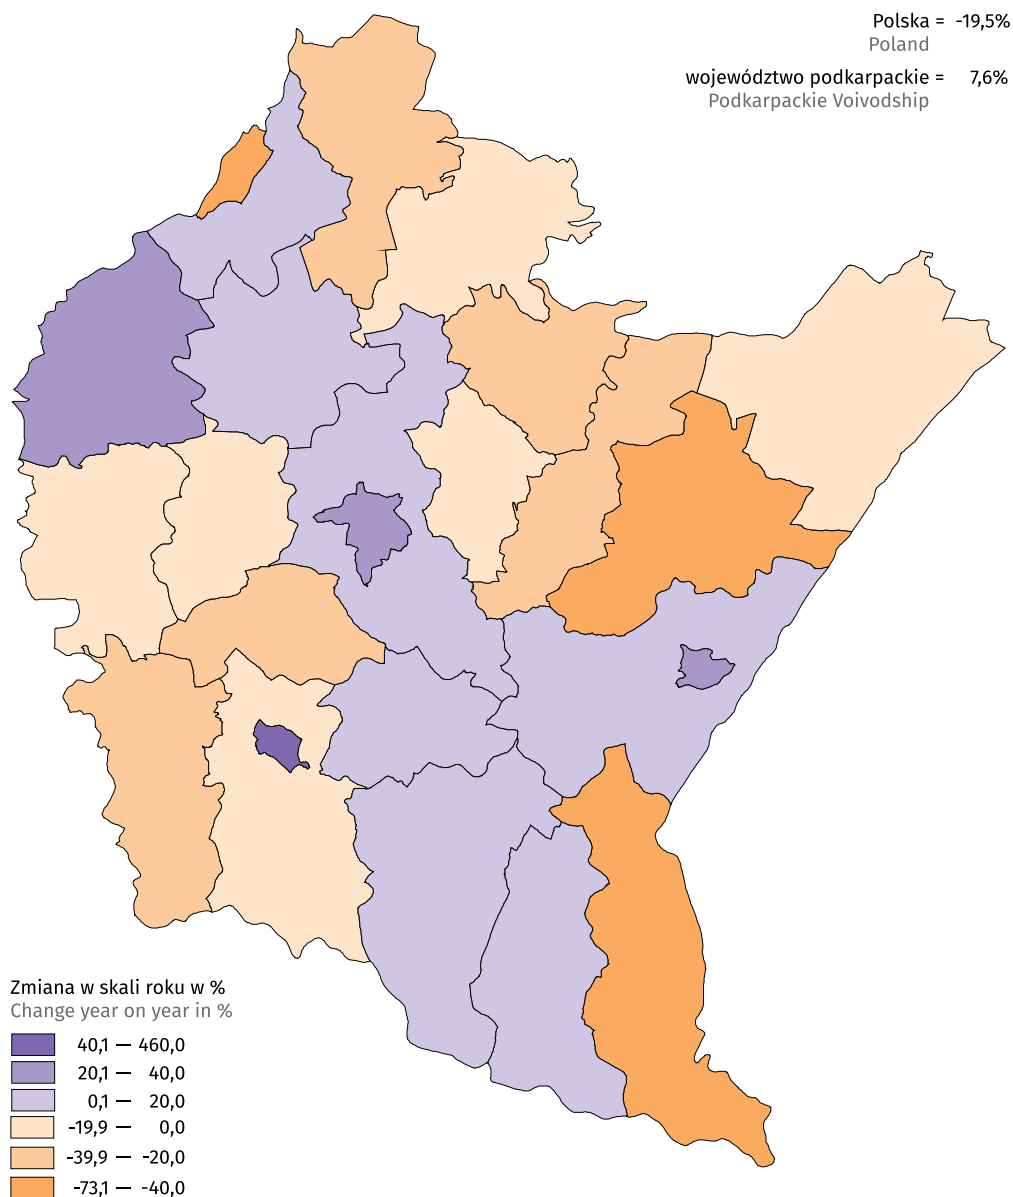 Polska = -19,5%
Poland
województwo podkarpackie = 7,6%
Podkarpackie Voivodship
Zmiana w skali roku w %
Change year on year in %
40,1 — 460,0
20,1 — 40,0
0,1 — 20,0
-19,9 — 0,0
-39,9 — -20,0
-73,1 — -40,0